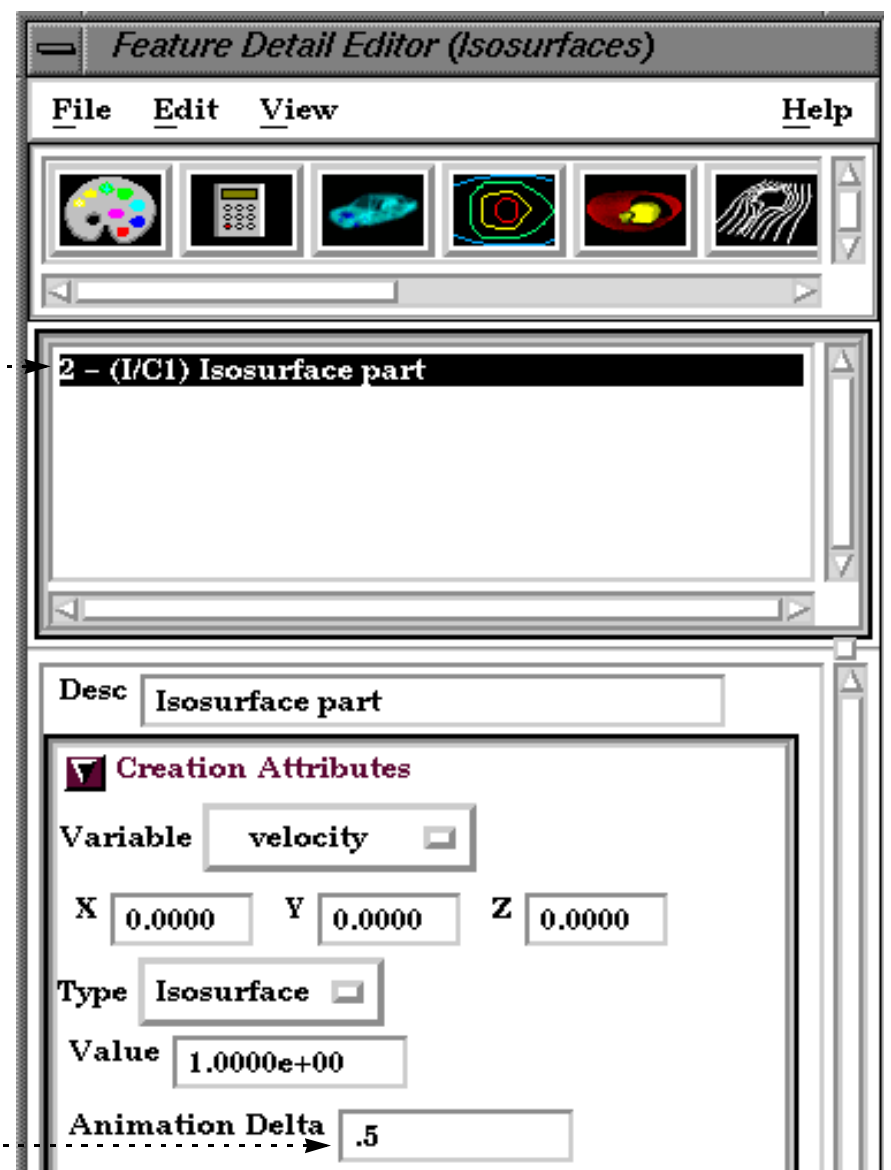 Feature Detail Editor (Isosurfaces)
File Edit View Help
2 – (I/C1) Isosurface part
Desc Isosurface part
Creation Attributes
Variable velocity
X 0.0000 Y 0.0000 Z 0.0000
Type Isosurface
Value 1.0000e+00
Animation Delta .5